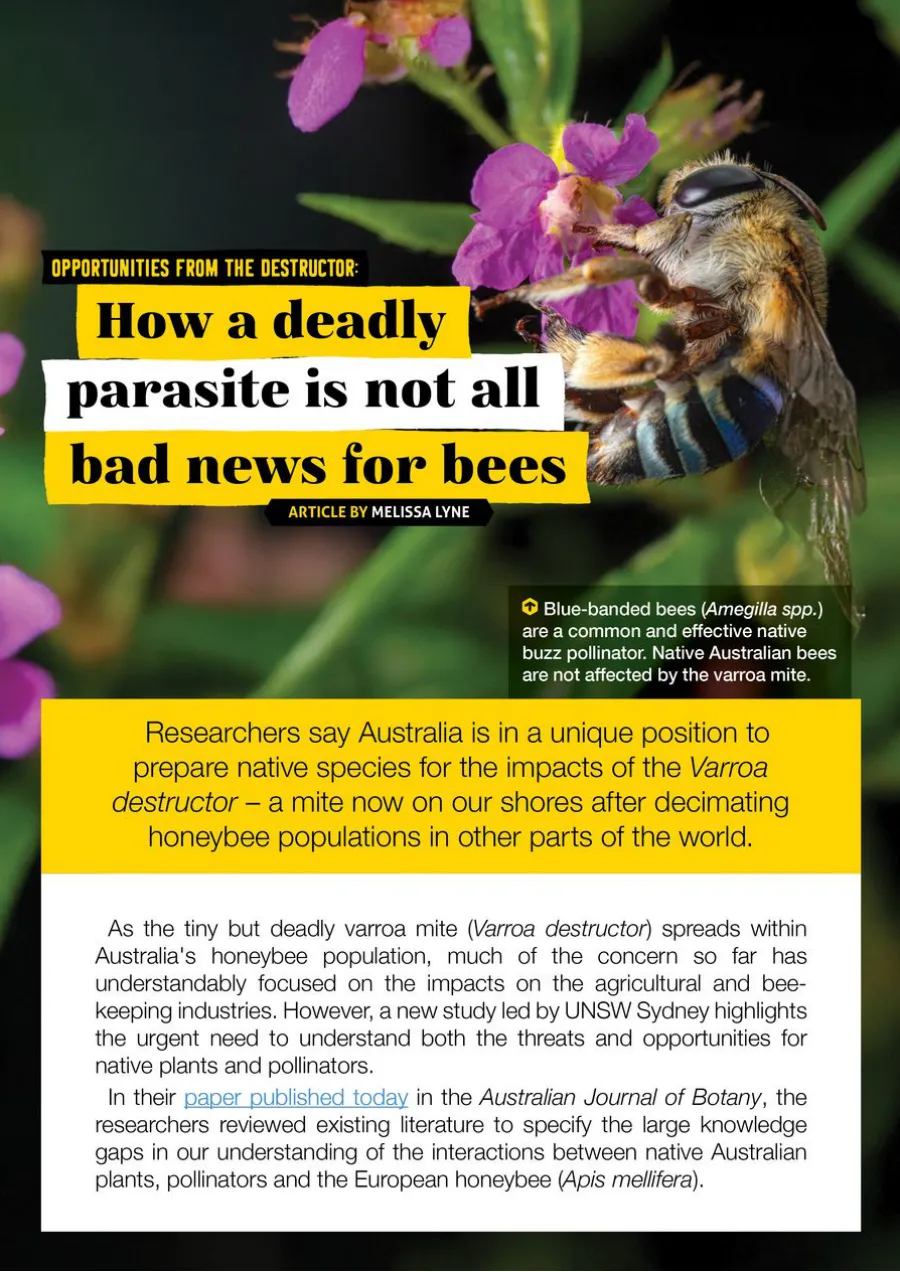 OPPORTUNITIES FROM THE DESTRUCTOR:
How a deadly
parasite is not all
bad news for bees
ARTICLE BY MELISSA LYNE
Blue-banded bees (Amegilla spp.)
are a common and effective native
buzz pollinator. Native Australian bees
are not affected by the varroa mite.
Researchers say Australia is in a unique position to
prepare native species for the impacts of the Varroa
destructor – a mite now on our shores after decimating
honeybee populations in other parts of the world.
As the tiny but deadly varroa mite (Varroa destructor) spreads within
Australia's honeybee population, much of the concern so far has
understandably focused on the impacts on the agricultural and bee-
keeping industries. However, a new study led by UNSW Sydney highlights
the urgent need to understand both the threats and opportunities for
native plants and pollinators.
In their paper published today in the Australian Journal of Botany, the
researchers reviewed existing literature to specify the large knowledge
gaps in our understanding of the interactions between native Australian
plants, pollinators and the European honeybee (Apis mellifera).